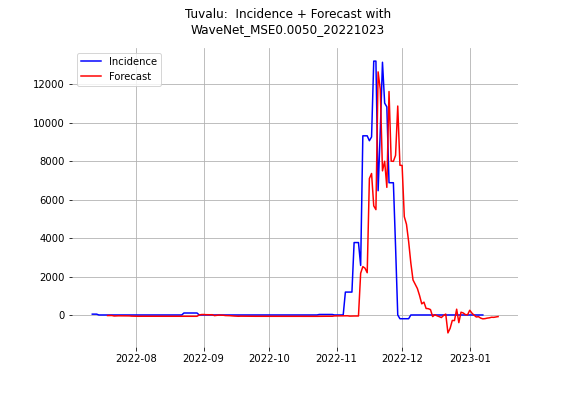 Tuvalu:  Incidence + Forecast with
WaveNet_MSE0.0050_20221023
Incidence
Forecast
12000
10000
8000
6000
4000
2000
0
2022-08 2022-09 2022-10 2022-11 2022-12 2023-01